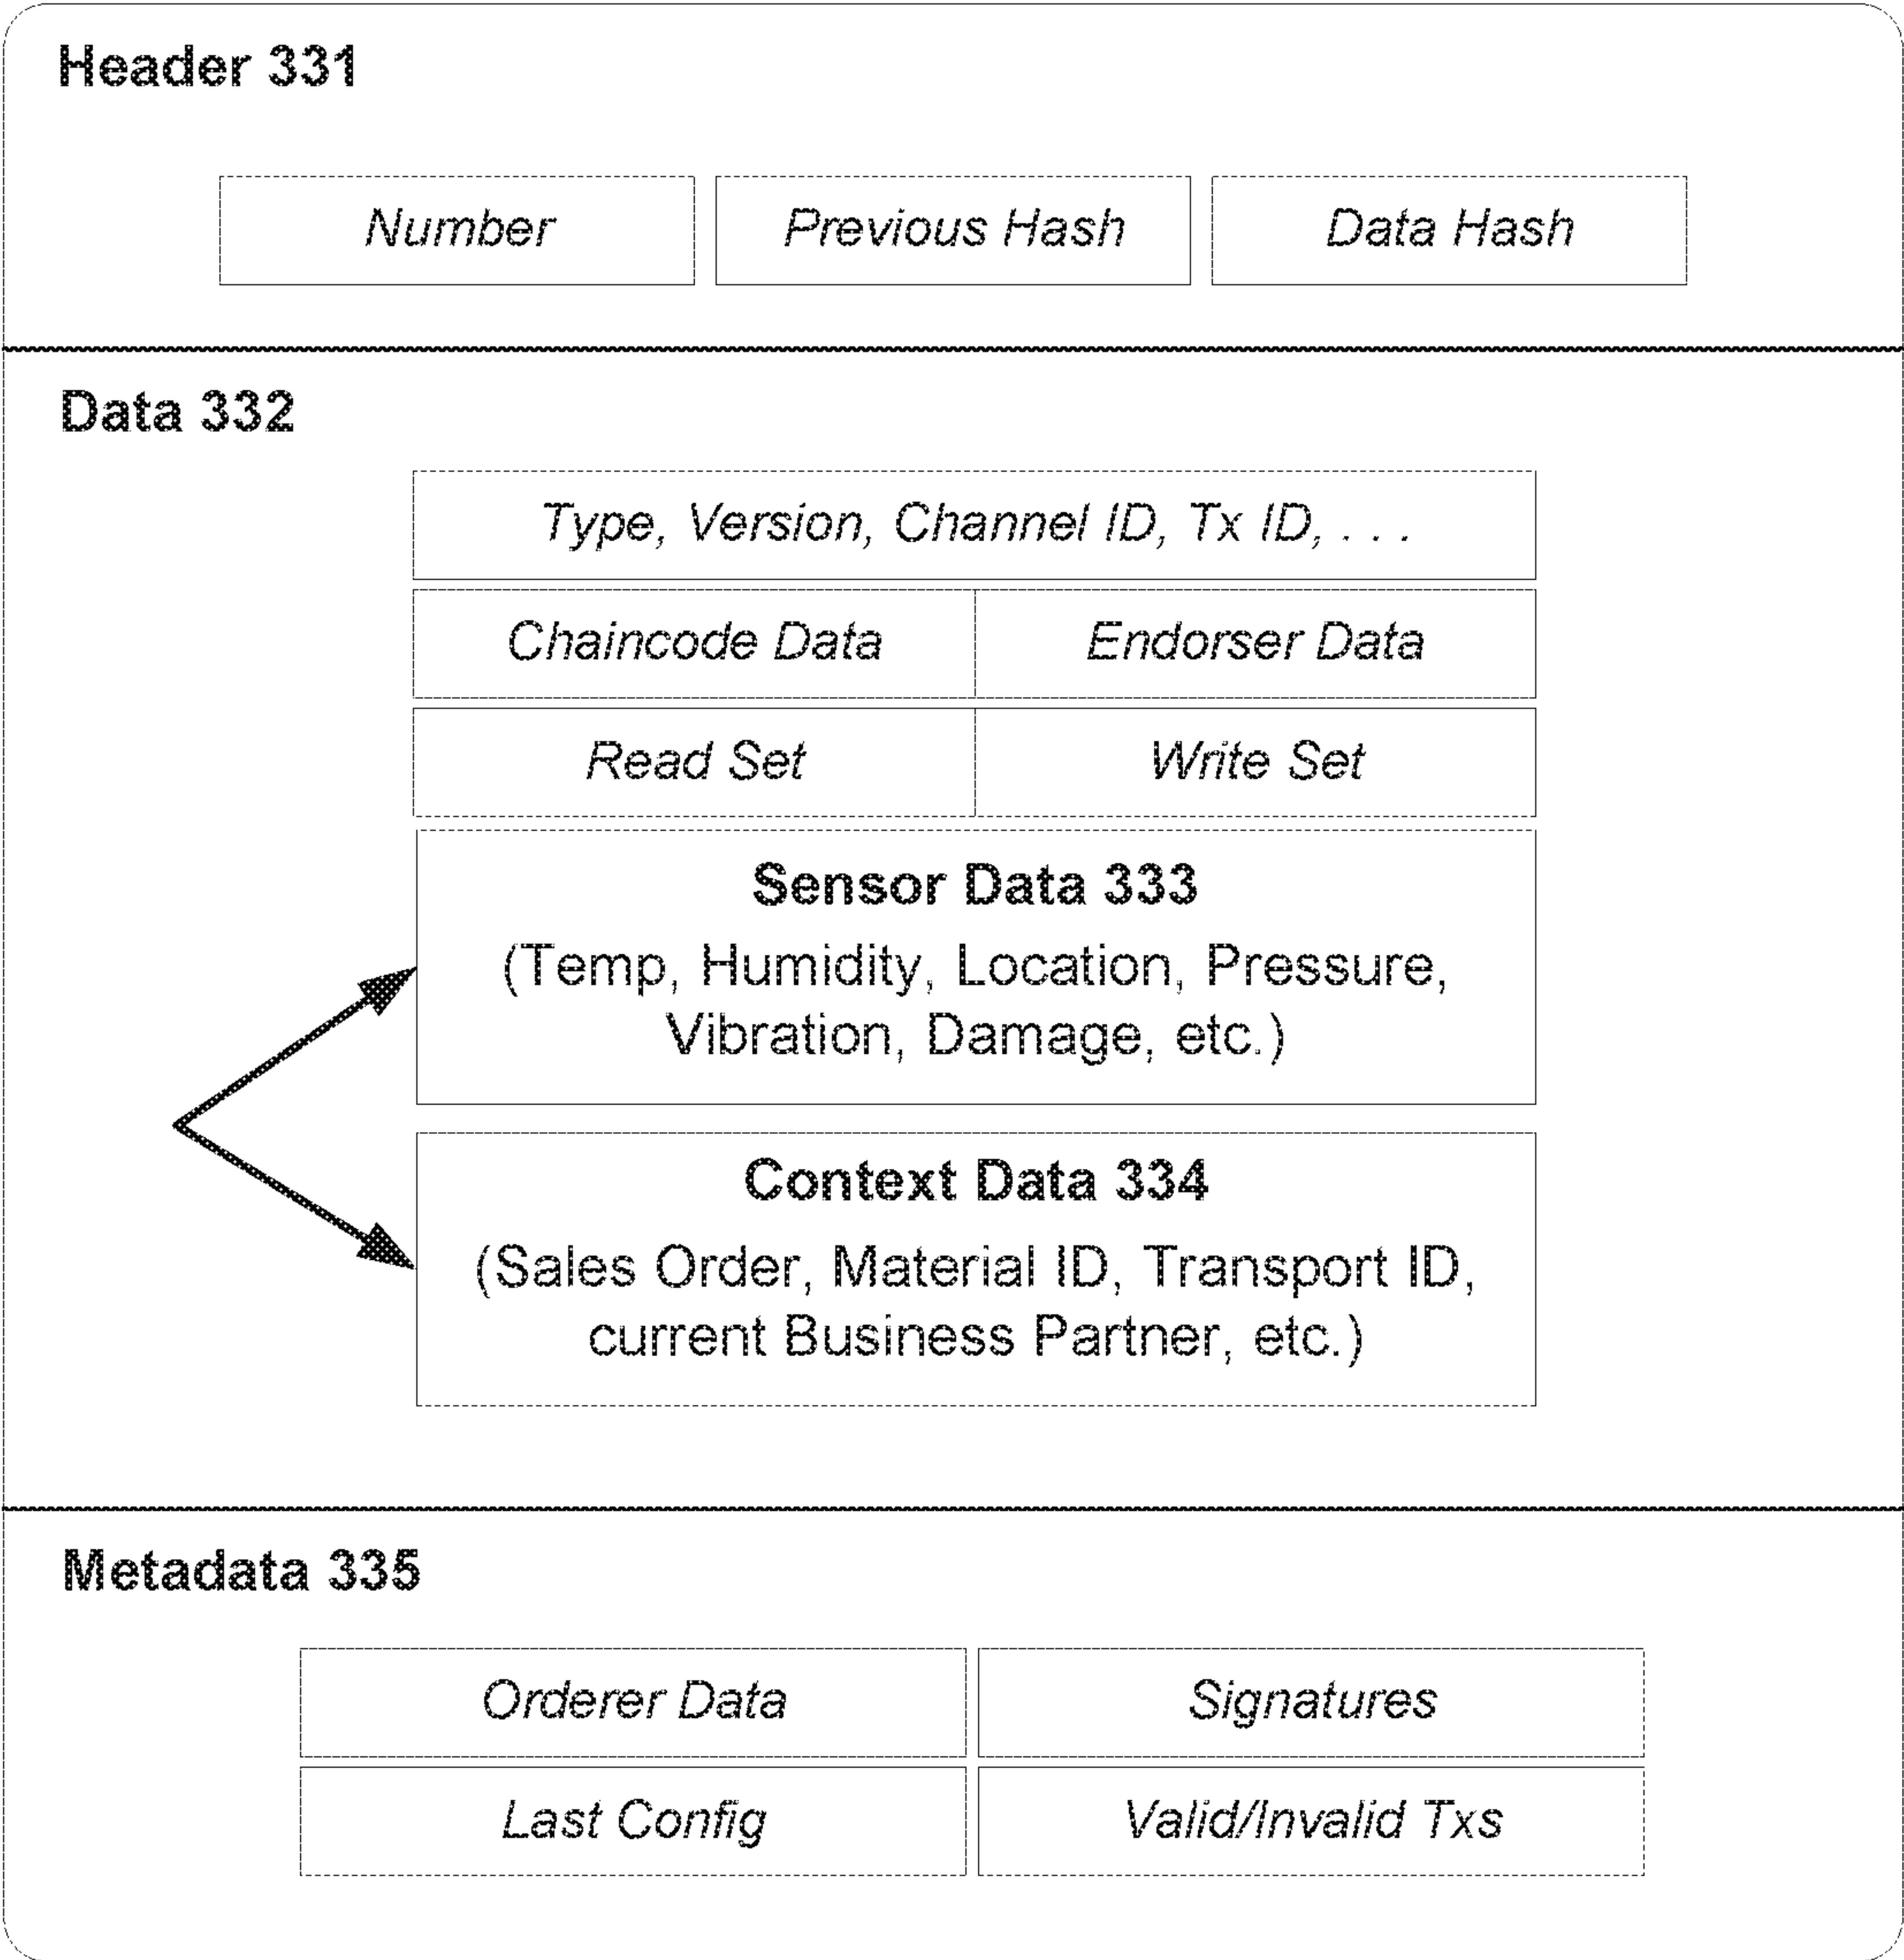 Header 331
Number
Previous Hash
Data Hash
Data 332
Type, Version, Channel ID, Tx ID, . . .
Chaincode Data
Endorser Data
Read Set
Write Set
Sensor Data 333
(Temp, Humidity, Location, Pressure,
Vibration, Damage, etc.)
Context Data 334
(Sales Order, Material ID, Transport ID,
current Business Partner, etc.)
Metadata 335
Orderer Data
Signatures
Last Config
Valid/Invalid Txs